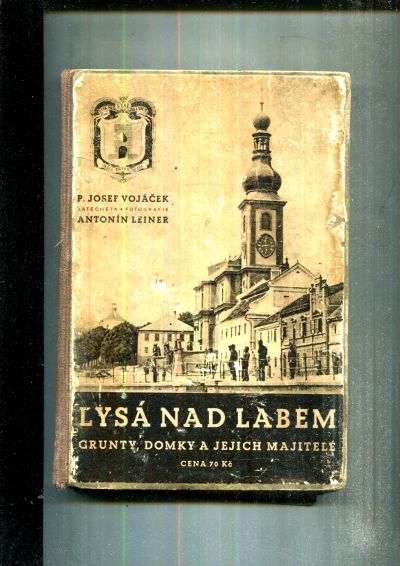 P. JOSEF VOJÁČEK
KATECHETA • FOTOGRAFIE
ANTONÍN LEINER
LYSÁ NAD LABEM
GRUNTY, DOMKY A JEJICH MAJITELÉ
CENA 70 Kč